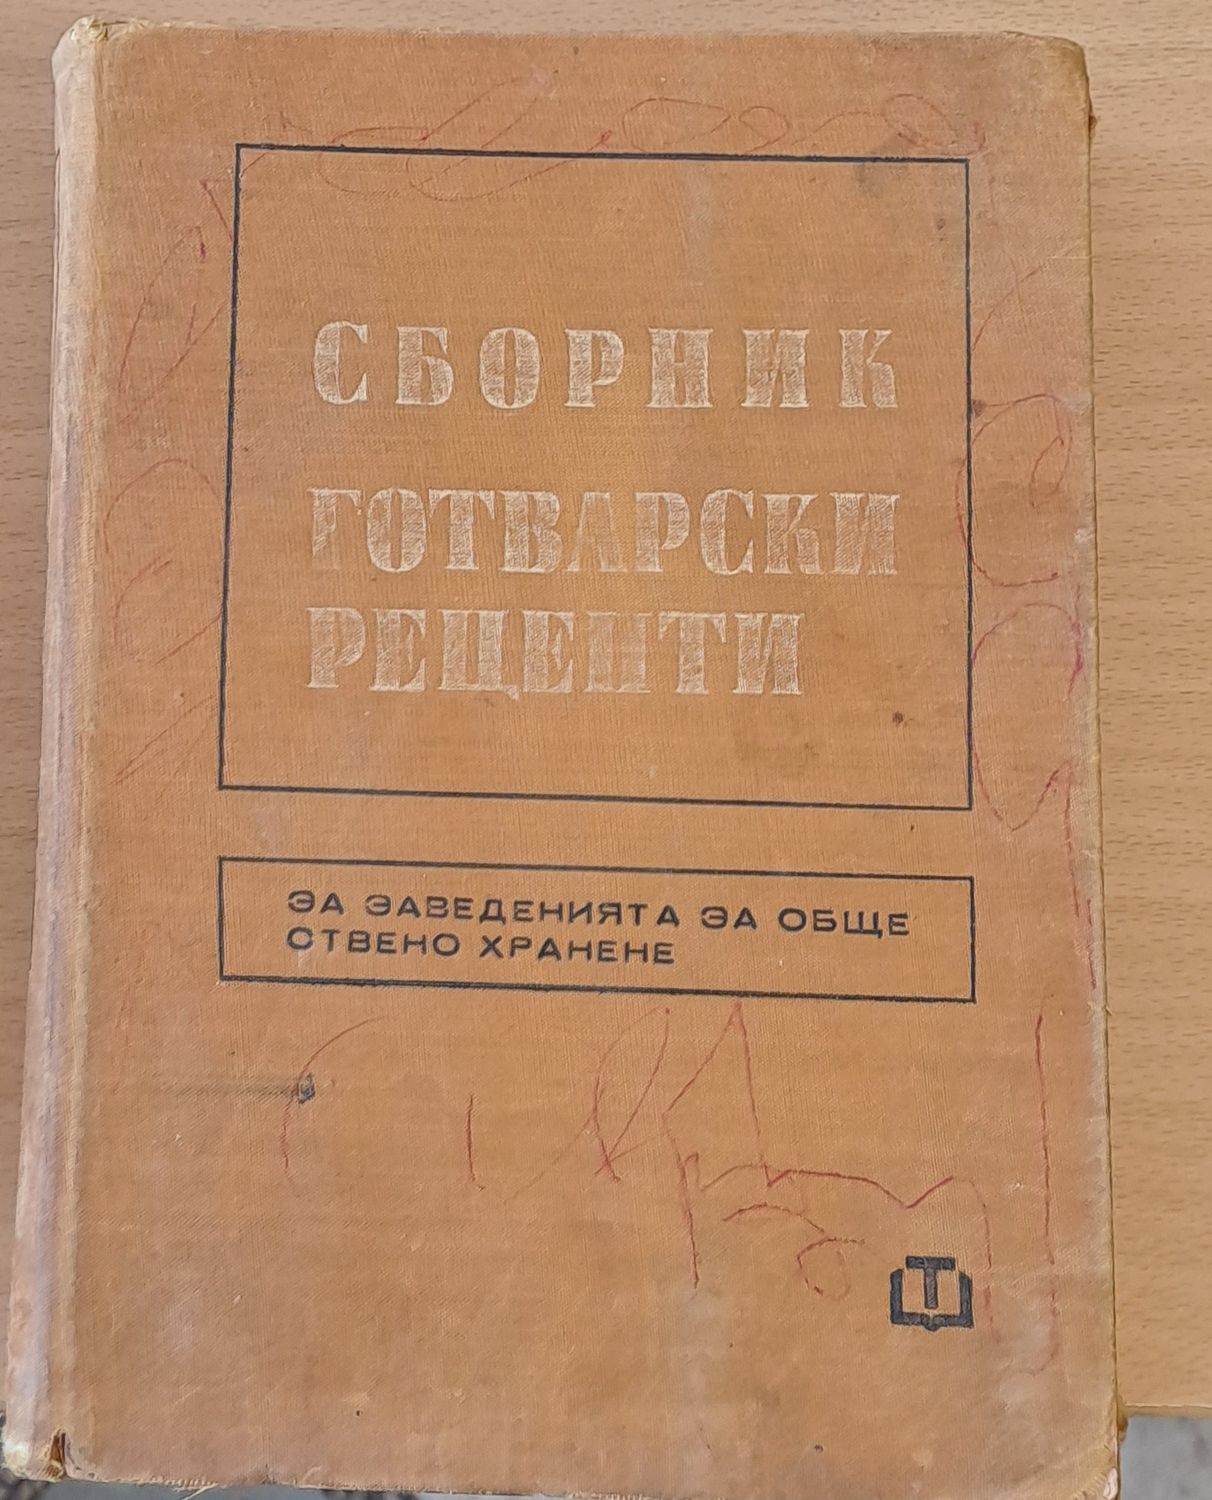 СБОРНИК
ГОТВАРСКИ
РЕЦЕПТИ
ЗА ЗАВЕДЕНИЯТА ЗА ОБЩЕ
СТВЕНО ХРАНЕНЕ
Т